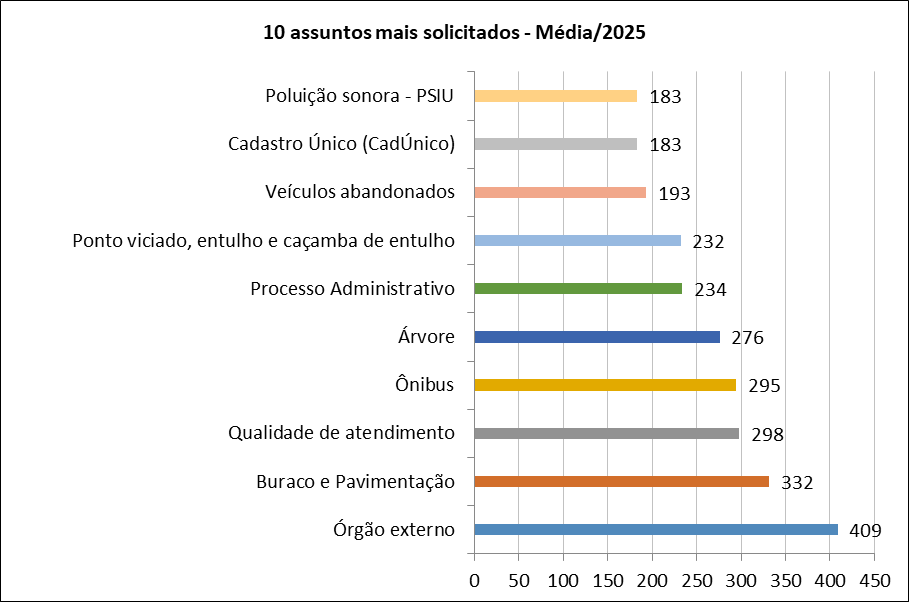 10 assuntos mais solicitados - Média/2025
Poluição sonora - PSIU 183
Cadastro Único (CadÚnico) 183
Veículos abandonados 193
Ponto viciado, entulho e caçamba de entulho 232
Processo Administrativo 234
Árvore 276
Ônibus 295
Qualidade de atendimento 298
Buraco e Pavimentação 332
Órgão externo 409
0 50 100 150 200 250 300 350 400 450